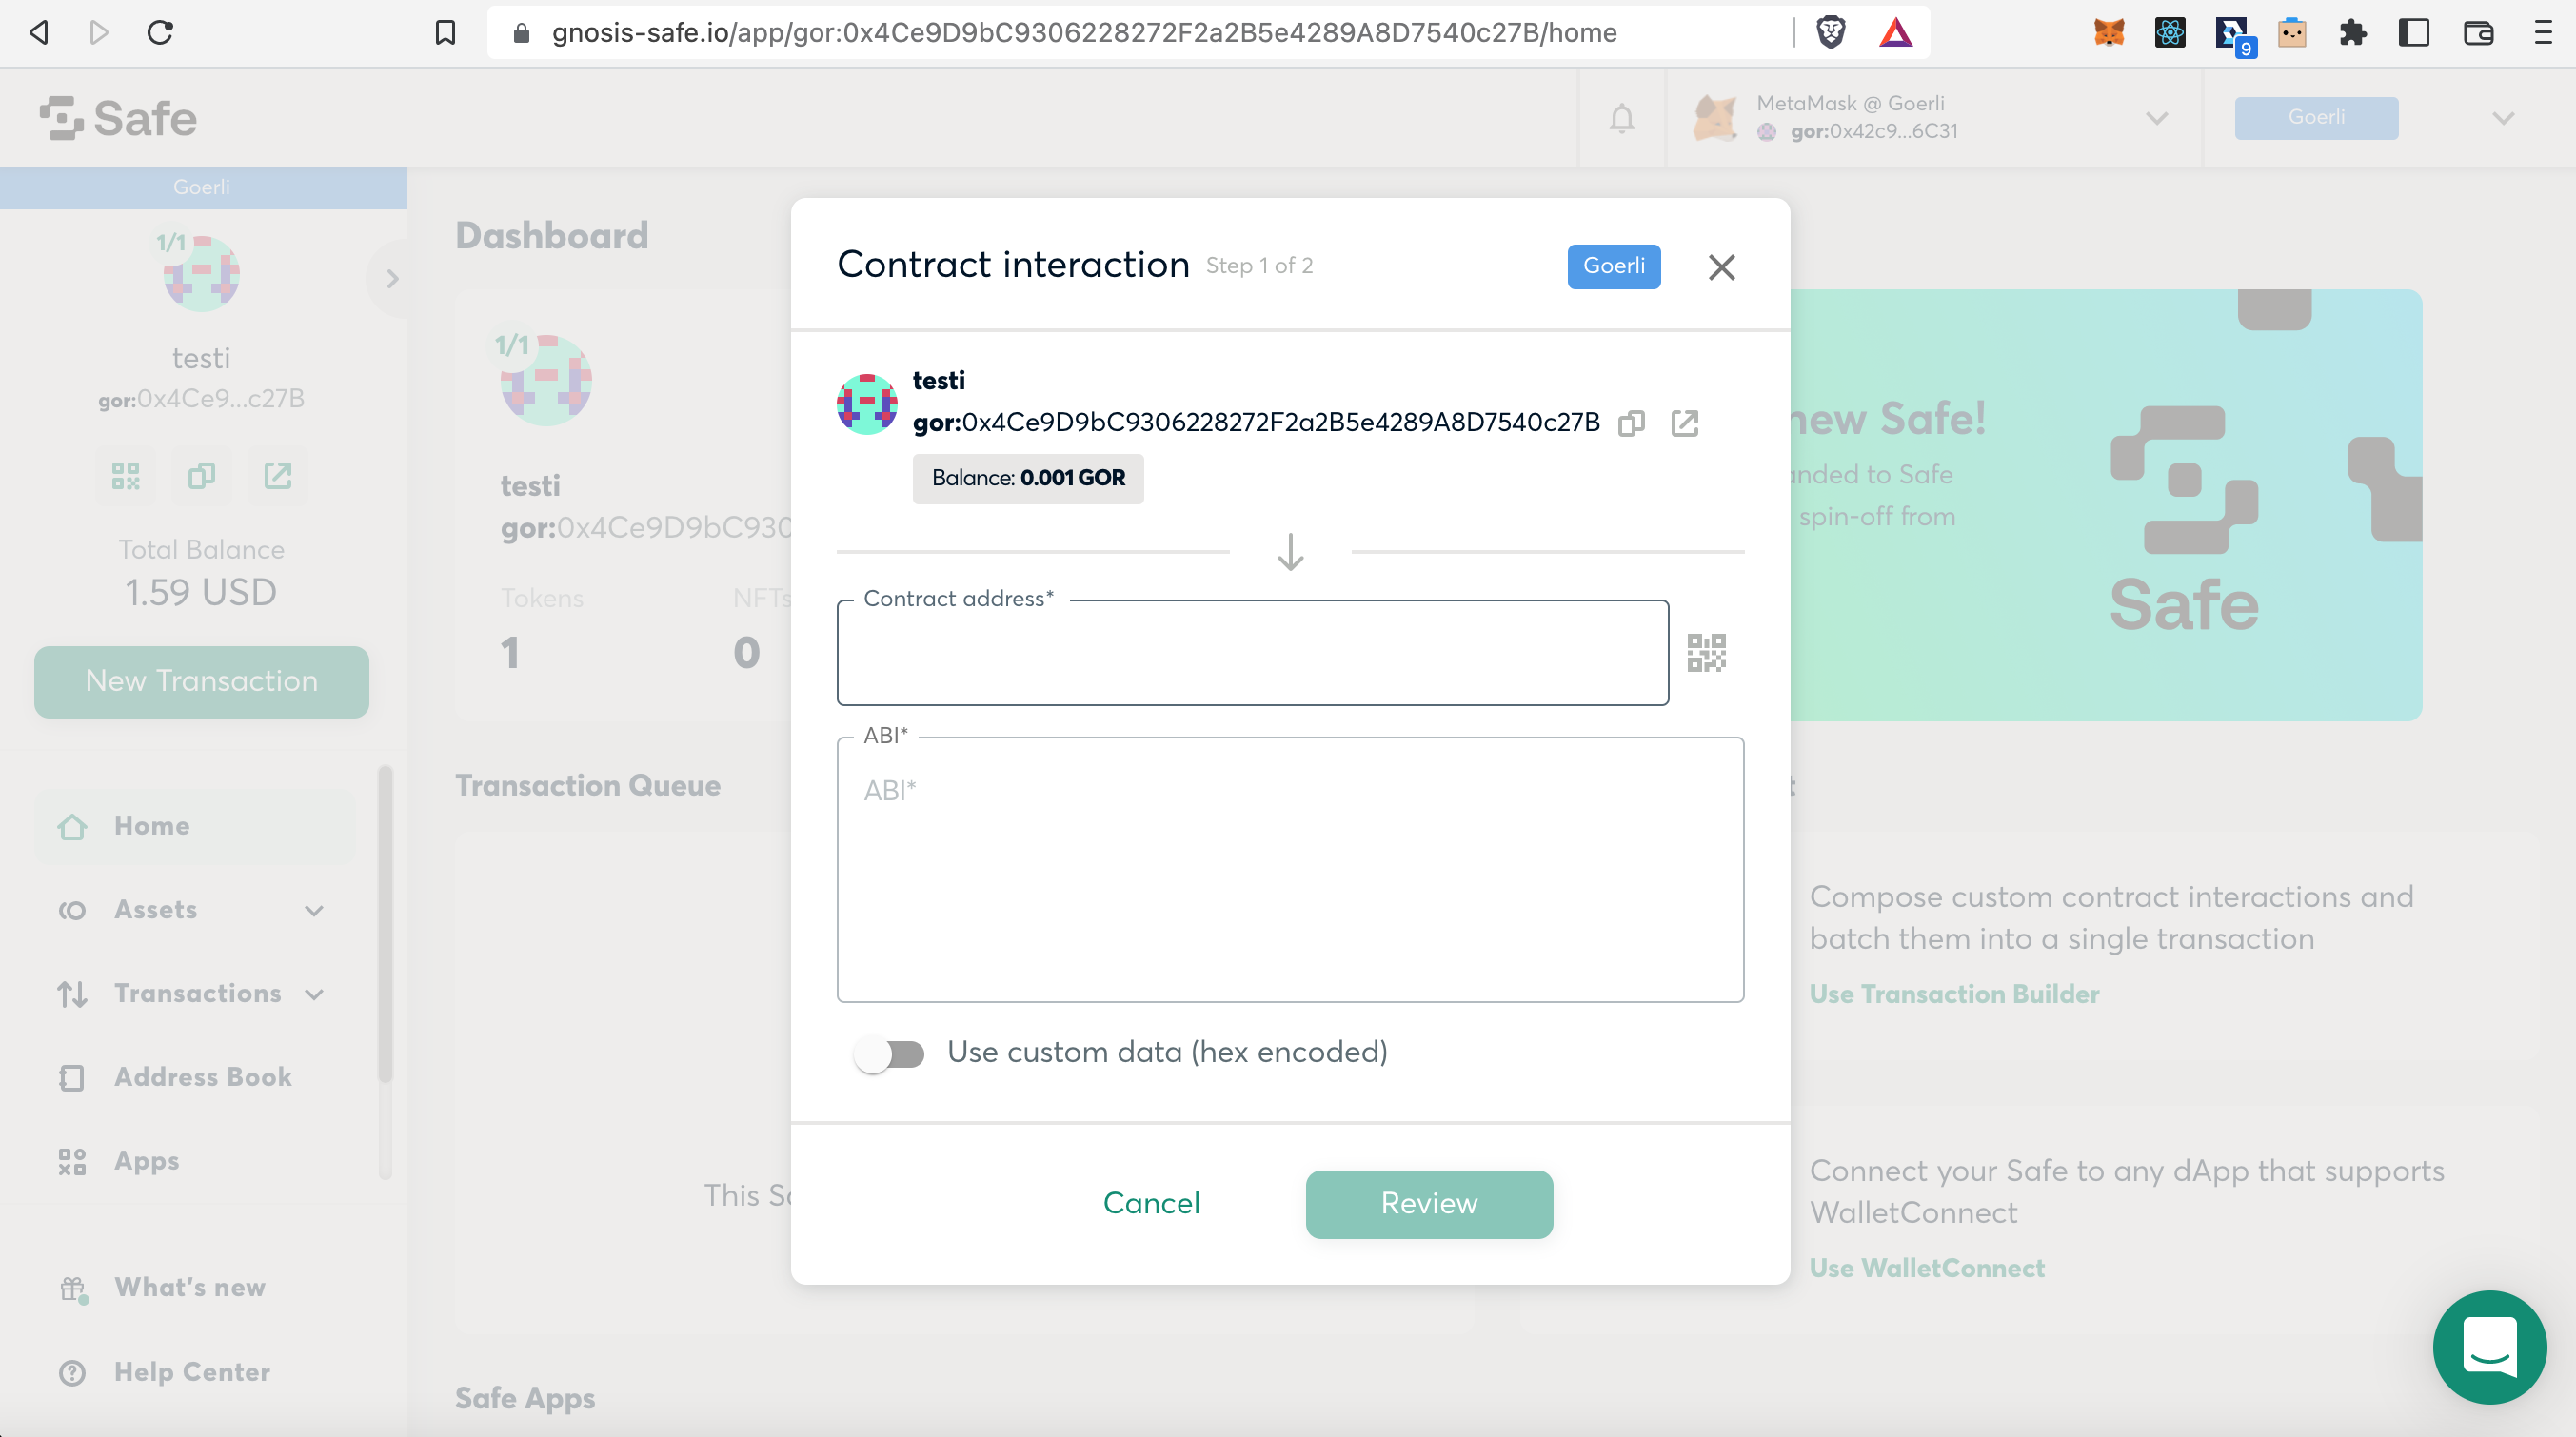 gnosis-safe.io/app/gor:0x4Ce9D9bC9306228272F2a2B5e4289A8D7540c27B/home
9
Safe
MetaMask @ Goerli
gor:0x42c9...6C31
Goerli
Goerli
1/1
testi
gor:0x4Ce9...c27B
Total Balance
1.59 USD
New Transaction
Home
Assets
Transactions
Address Book
Apps
What's new
Help Center
Dashboard
1/1
testi
gor:0x4Ce9D9bC930
Tokens
NFTs
1
0
Transaction Queue
This Sa
Safe Apps
Contract interaction Step 1 of 2
Goerli
testi
gor:0x4Ce9D9bC9306228272F2a2B5e4289A8D7540c27B
Balance: 0.001 GOR
Contract address*
ABI*
ABI*
Use custom data (hex encoded)
Cancel
Review
new Safe!
anded to Safe
spin-off from
Safe
Compose custom contract interactions and
batch them into a single transaction
Use Transaction Builder
Connect your Safe to any dApp that supports
WalletConnect
Use WalletConnect